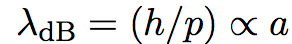 λ_dB = (h/p) ∝ a